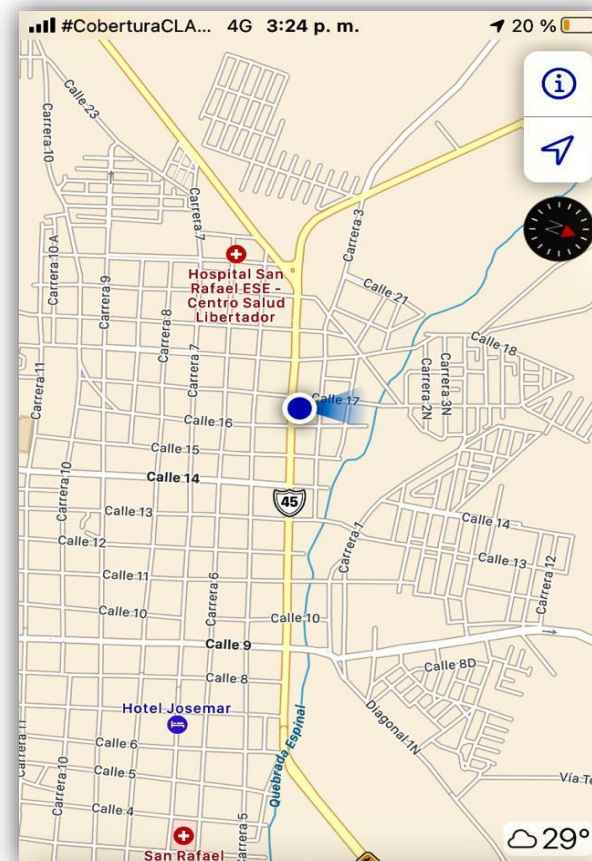 #CoberturaCLA... 4G 3:24 p. m. 20 %
Calle 23
Carrera 10
Carrera 7
Carrera 3
Carrera 10 A
Carrera 9
Hospital San
Rafael ESE -
Centro Salud
Libertador
Calle 21
Carrera 8
Carrera 7
Calle 18
Carrera 11
Carrera 2N
Carrera 3N
Calle 17
Calle 16
Calle 15
Calle 14
Carrera 10
45
Calle 13
Calle 14
Calle 12
Carrera 1
Calle 13
Carrera 12
Calle 11
Carrera 6
Calle 10
Calle 10
Calle 9
Calle 8D
Calle 8
Hotel Josemar
Quebrada Espinal
Diagonal 1N
Carrera 11
Calle 6
Carrera 10
Calle 5
Vía Te
Calle 4
Carrera 5
San Rafael
29°